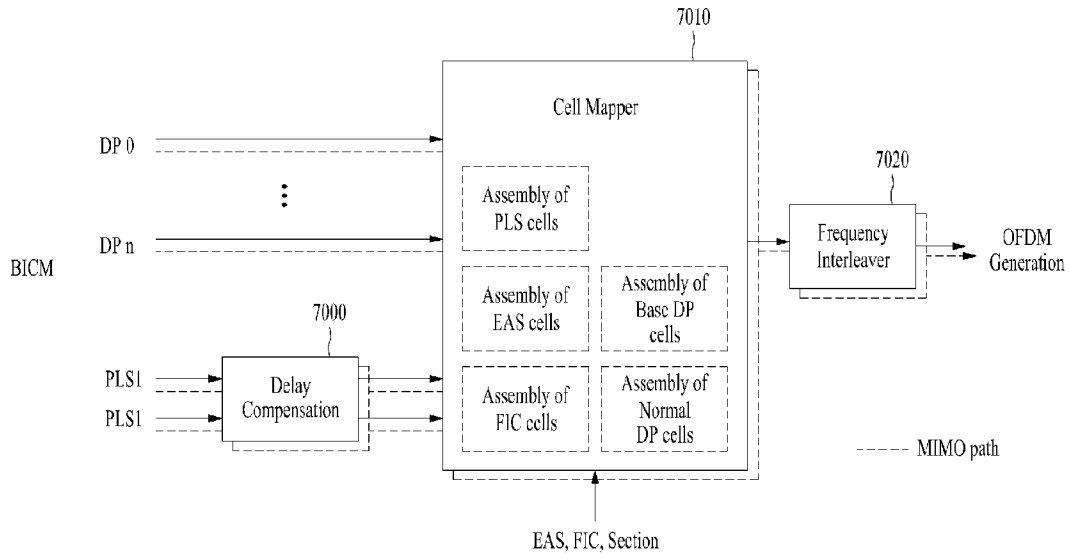 7010
Cell Mapper
DP 0
Assembly of
PLS cells
7020
DP n
Frequency
Interleaver
OFDM
Generation
BICM
Assembly of
EAS cells
Assembly of
Base DP
cells
7000
PLS1
Delay
Compensation
PLS1
Assembly of
FIC cells
Assembly of
Normal
DP cells
MIMO path
EAS, FIC, Section